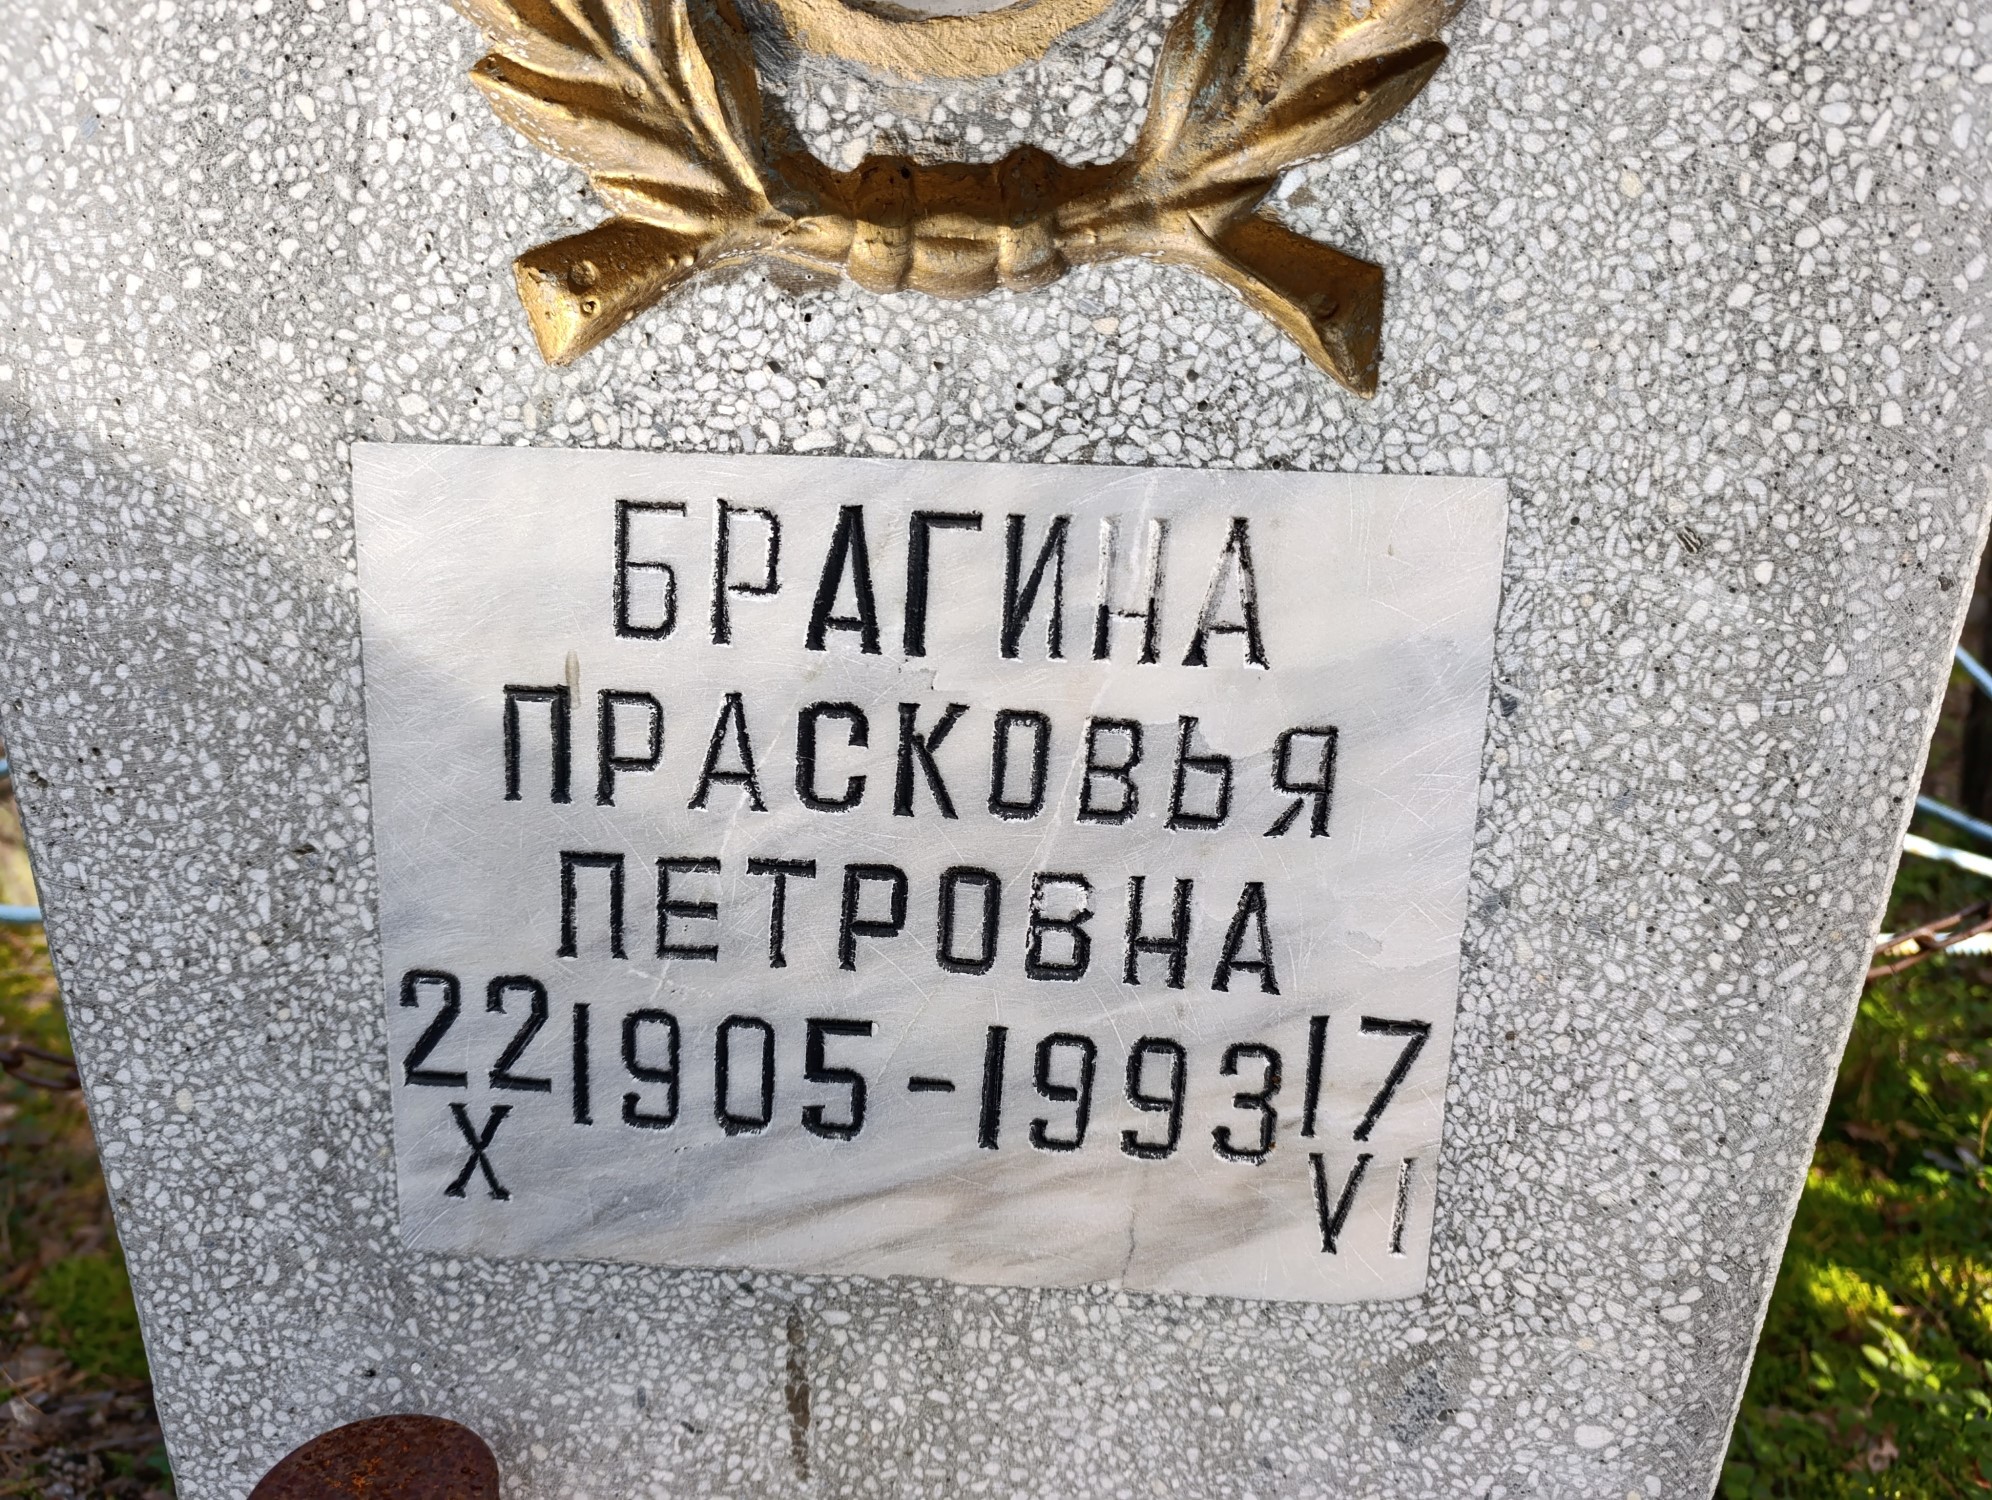 БРАГИНА
ПРАСКОВЬЯ
ПЕТРОВНА
22 1905-1993 17
X VI